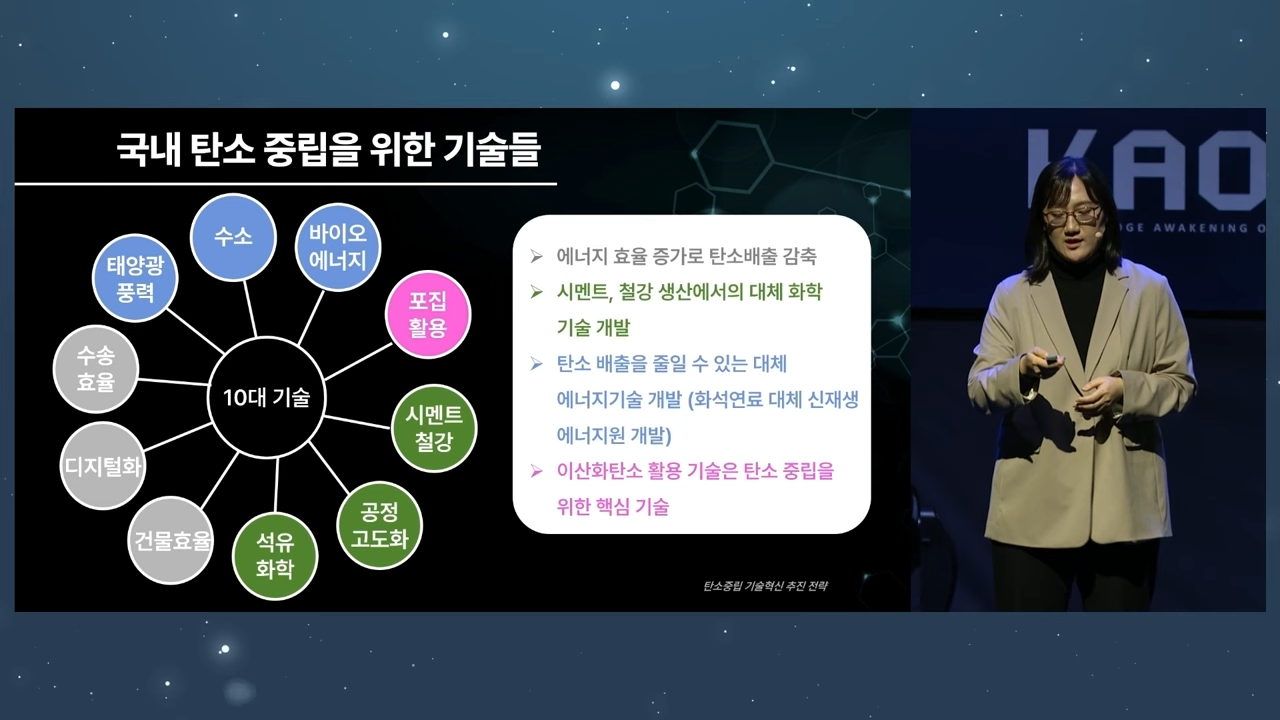 국내 탄소 중립을 위한 기술들
수소
바이오
에너지
태양광
풍력
포집
활용
수송
효율
10대 기술
시멘트
철강
디지털화
공정
고도화
건물효율
석유
화학
에너지 효율 증가로 탄소배출 감축
시멘트, 철강 생산에서의 대체 화학
기술 개발
탄소 배출을 줄일 수 있는 대체
에너지기술 개발 (화석연료 대체 신재생
에너지원 개발)
이산화탄소 활용 기술은 탄소 중립을
위한 핵심 기술
탄소중립 기술혁신 추진 전략
KAO
DGE AWAKENING O